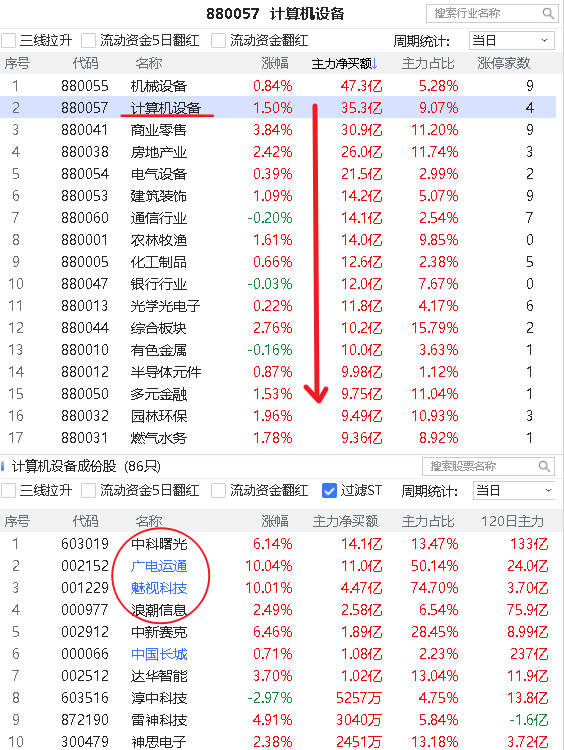 880057 计算机设备 搜索行业名称
三线拉升 流动资金5日翻红 流动资金翻红 周期统计: 当日
序号 代码 名称 涨幅 主力净买额↓ 主力占比 涨停家数
1 880055 机械设备 0.84% 47.3亿 5.28% 9
2 880057 计算机设备 1.50% 35.3亿 9.07% 4
3 880041 商业零售 3.84% 30.9亿 11.20% 9
4 880038 房地产业 2.42% 26.0亿 11.74% 3
5 880054 电气设备 0.39% 21.5亿 2.99% 2
6 880053 建筑装饰 1.09% 14.2亿 5.07% 9
7 880060 通信行业 -0.20% 14.1亿 2.54% 7
8 880001 农林牧渔 1.61% 14.0亿 9.85% 0
9 880005 化工制品 0.66% 12.6亿 2.38% 5
10 880047 银行行业 -0.03% 12.0亿 7.67% 0
11 880013 光学光电子 0.22% 11.8亿 4.17% 6
12 880044 综合板块 2.76% 10.2亿 15.79% 2
13 880010 有色金属 -0.16% 10.0亿 3.63% 1
14 880012 半导体元件 0.87% 9.98亿 1.12% 1
15 880050 多元金融 1.53% 9.75亿 11.04% 1
16 880032 园林环保 1.96% 9.49亿 10.93% 3
17 880031 燃气水务 1.78% 9.36亿 8.92% 1
计算机设备成份股 (86只) 搜索股票名称
三线拉升 流动资金5日翻红 流动资金翻红 过滤ST 周期统计: 当日
序号 代码 名称 涨幅 主力净买额 主力占比 120日主力
1 603019 中科曙光 6.14% 14.1亿 13.47% 133亿
2 002152 广电运通 10.04% 11.0亿 50.14% 24.0亿
3 001229 魅视科技 10.01% 4.47亿 74.70% 3.70亿
4 000977 浪潮信息 2.49% 2.58亿 6.54% 75.9亿
5 002912 中新赛克 6.46% 1.89亿 28.45% 8.99亿
6 000066 中国长城 0.71% 1.08亿 2.23% 237亿
7 002512 达华智能 3.70% 1.02亿 13.04% 11.9亿
8 603516 淳中科技 -2.97% 5257万 4.75% 13.8亿
9 872190 雷神科技 4.91% 3040万 5.84% -1.6亿
10 300479 神思电子 2.38% 2451万 13.18% 3.72亿